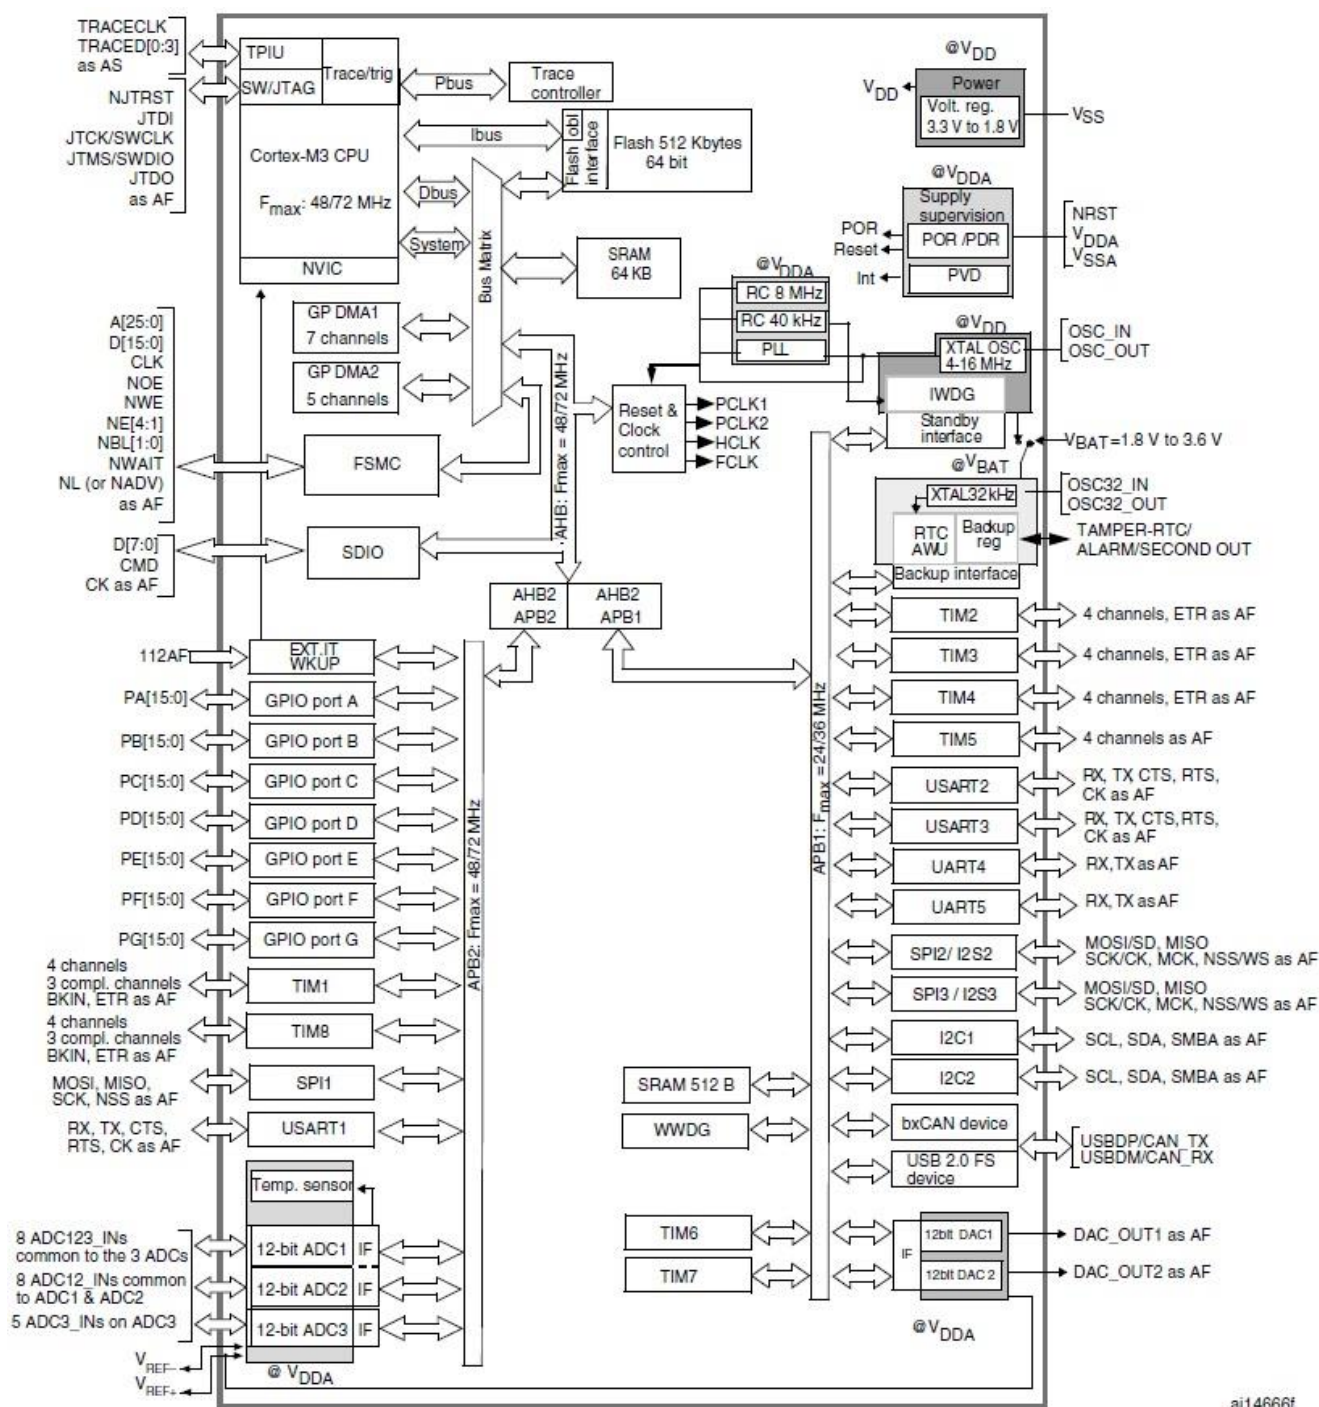 TRACECLK
TRACED[0:3]
as AS
NJTRST
JTDI
JTCK/SWCLK
JTMS/SWDIO
JTDO
as AF
TPIU
SW/JTAG
Trace/trig
Cortex-M3 CPU
Fmax: 48/72 MHz
NVIC
Pbus
Trace
controller
Ibus
Flash obl
interface
Flash 512 Kbytes
64 bit
Dbus
System
Bus Matrix
SRAM
64 KB
GP DMA1
7 channels
GP DMA2
5 channels
@VDD
Power
VDD
Volt. reg.
3.3 V to 1.8 V
VSS
@VDDA
Supply
supervision
POR
Reset
POR /PDR
Int
PVD
NRST
VDDA
VSSA
@VDDA
RC 8 MHz
RC 40 kHz
PLL
@VDD
XTAL OSC
4-16 MHz
OSC_IN
OSC_OUT
IWDG
Standby
interface
VBAT=1.8 V to 3.6 V
Reset &
Clock
control
PCLK1
PCLK2
HCLK
FCLK
@VBAT
XTAL32kHz
OSC32_IN
OSC32_OUT
RTC
AWU
Backup
reg
TAMPER-RTC/
ALARM/SECOND OUT
Backup interface
A[25:0]
D[15:0]
CLK
NOE
NWE
NE[4:1]
NBL[1:0]
NWAIT
NL (or NADV)
as AF
FSMC
D[7:0]
CMD
CK as AF
SDIO
AHB: Fmax = 48/72 MHz
AHB2
APB2
AHB2
APB1
112AF
EXT.IT
WKUP
PA[15:0]
GPIO port A
PB[15:0]
GPIO port B
PC[15:0]
GPIO port C
PD[15:0]
GPIO port D
PE[15:0]
GPIO port E
PF[15:0]
GPIO port F
PG[15:0]
GPIO port G
4 channels
3 compl. channels
BKIN, ETR as AF
TIM1
4 channels
3 compl. channels
BKIN, ETR as AF
TIM8
MOSI, MISO,
SCK, NSS as AF
SPI1
RX, TX, CTS,
RTS, CK as AF
USART1
Temp. sensor
8 ADC123_INs
common to the 3 ADCs
12-bit ADC1 IF
8 ADC12_INs common
to ADC1 & ADC2
12-bit ADC2 IF
5 ADC3_INs on ADC3
12-bit ADC3 IF
VREF–
VREF+
@ VDDA
APB2: Fmax = 48/72 MHz
APB1: Fmax = 24/36 MHz
SRAM 512 B
WWDG
TIM6
TIM7
TIM2
4 channels, ETR as AF
TIM3
4 channels, ETR as AF
TIM4
4 channels, ETR as AF
TIM5
4 channels as AF
USART2
RX, TX CTS, RTS,
CK as AF
USART3
RX, TX, CTS, RTS,
CK as AF
UART4
RX,TX as AF
UART5
RX, TX as AF
SPI2/ I2S2
MOSI/SD, MISO
SCK/CK, MCK, NSS/WS as AF
SPI3 / I2S3
MOSI/SD, MISO
SCK/CK, MCK, NSS/WS as AF
I2C1
SCL, SDA, SMBA as AF
I2C2
SCL, SDA, SMBA as AF
bxCAN device
USB 2.0 FS
device
USBDP/CAN_TX
USBDM/CAN_RX
IF
12bit DAC1
DAC_OUT1 as AF
12bit DAC 2
DAC_OUT2 as AF
@VDDA
ai14666f